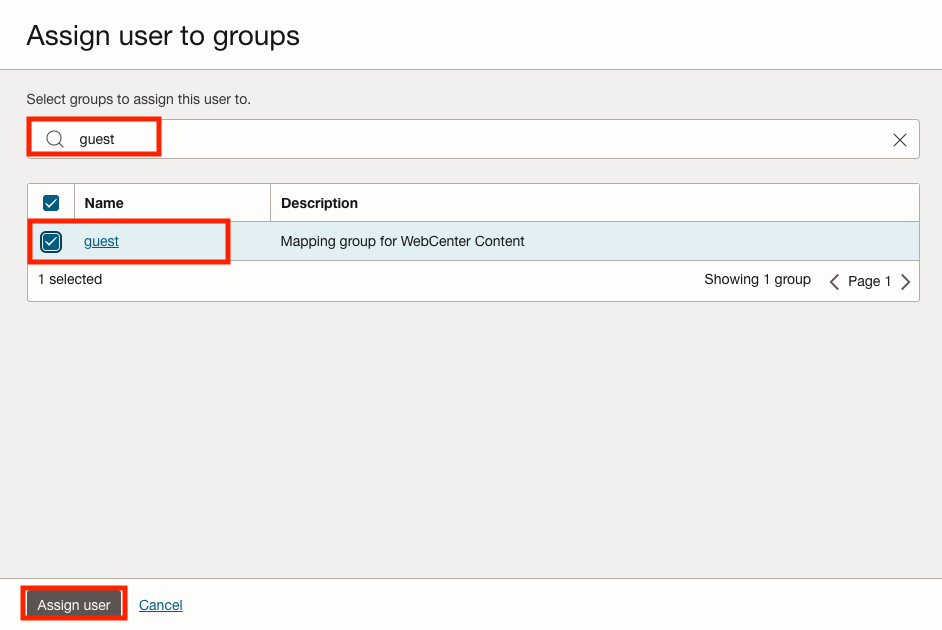 Assign user to groups
Select groups to assign this user to.
guest
Name Description
guest Mapping group for WebCenter Content
1 selected Showing 1 group Page 1
Assign user Cancel